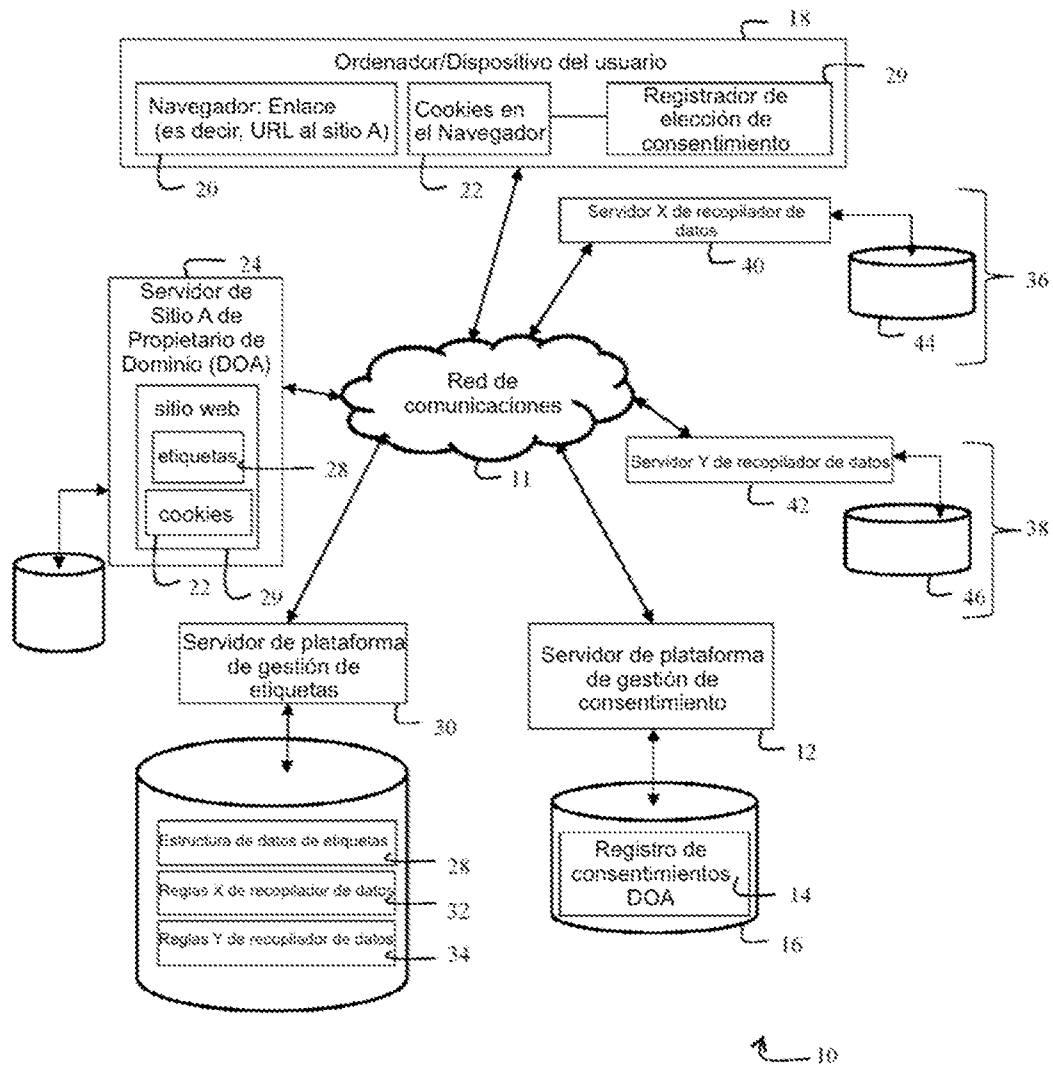 18
Ordenador/Dispositivo del usuario
Navegador: Enlace
(es decir, URL al sitio A)
20
Cookies en
el Navegador
22
Registrador de
elección de
consentimiento
29
Servidor X de recopilador de
datos
40
44
36
24
Servidor de
Sitio A de
Propietario de
Dominio (DOA)
sitio web
etiquetas
28
cookies
22
29
Red de
comunicaciones
11
Servidor Y de recopilador de datos
42
46
38
Servidor de plataforma
de gestión de
etiquetas
30
Servidor de plataforma
de gestión de
consentimiento
12
Estructura de datos de etiquetas
28
Reglas X de recopilador de datos
32
Reglas Y de recopilador de datos
34
Registro de
consentimientos
DOA
14
16
10